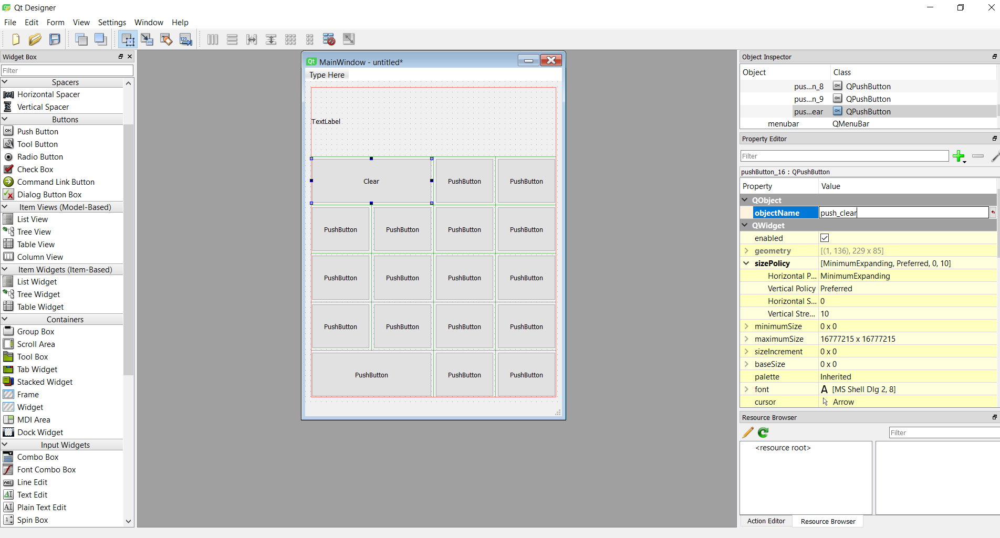 Qt Designer
File Edit Form View Settings Window Help
Widget Box
Filter
Spacers
Horizontal Spacer
Vertical Spacer
Buttons
Push Button
Tool Button
Radio Button
Check Box
Command Link Button
Dialog Button Box
Item Views (Model-Based)
List View
Tree View
Table View
Column View
Item Widgets (Item-Based)
List Widget
Tree Widget
Table Widget
Containers
Group Box
Scroll Area
Tool Box
Tab Widget
Stacked Widget
Frame
Widget
MDI Area
Dock Widget
Input Widgets
Combo Box
Font Combo Box
Line Edit
Text Edit
Plain Text Edit
Spin Box
MainWindow - untitled*
Type Here
TextLabel
Clear PushButton PushButton
PushButton PushButton PushButton PushButton
PushButton PushButton PushButton PushButton
PushButton PushButton PushButton PushButton
PushButton PushButton PushButton
Object Inspector
Object Class
pus...n_8 QPushButton
pus...n_9 QPushButton
pus...ear QPushButton
menubar QMenuBar
Property Editor
Filter
pushButton_16 : QPushButton
Property Value
QObject
objectName push_clear
QWidget
enabled
geometry [(1, 136), 229 x 85]
sizePolicy [MinimumExpanding, Preferred, 0, 10]
Horizontal P... MinimumExpanding
Vertical Policy Preferred
Horizontal S... 0
Vertical Stre... 10
minimumSize 0 x 0
maximumSize 16777215 x 16777215
sizeIncrement 0 x 0
baseSize 0 x 0
palette Inherited
font A [MS Shell Dlg 2, 8]
cursor Arrow
Resource Browser
Filter
<resource root>
Action Editor Resource Browser